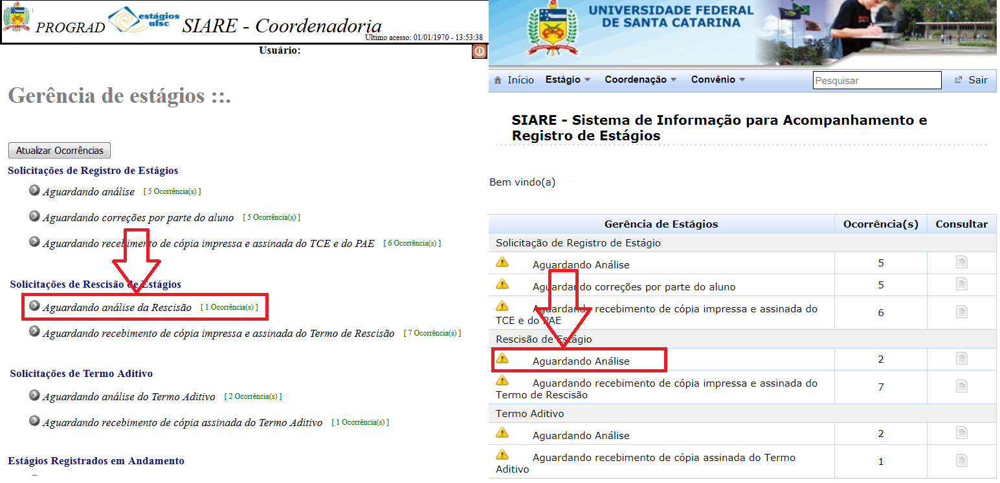 PROGRAD
estágios
ufsc
SIARE - Coordenadoria
Ultimo acesso: 01/01/1970 - 13:53:38
Usuário:
Gerência de estágios ::.
Atualizar Ocorrências
Solicitações de Registro de Estágios
Aguardando análise [ 5 Ocorrência(s) ]
Aguardando correções por parte do aluno [ 5 Ocorrência(s) ]
Aguardando recebimento de cópia impressa e assinada do TCE e do PAE [ 6 Ocorrência(s) ]
Solicitações de Rescisão de Estágios
Aguardando análise da Rescisão [ 1 Ocorrência(s) ]
Aguardando recebimento de cópia impressa e assinada do Termo de Rescisão [ 7 Ocorrência(s) ]
Solicitações de Termo Aditivo
Aguardando análise do Termo Aditivo [ 2 Ocorrência(s) ]
Aguardando recebimento de cópia assinada do Termo Aditivo [ 1 Ocorrência(s) ]
Estágios Registrados em Andamento
UNIVERSIDADE FEDERAL
DE SANTA CATARINA
Início Estágio Coordenação Convênio Pesquisar Sair
SIARE - Sistema de Informação para Acompanhamento e
Registro de Estágios
Bem vindo(a)
Gerência de Estágios Ocorrência(s) Consultar
Solicitação de Registro de Estágio
Aguardando Análise 5
Aguardando correções por parte do aluno 5
Aguardando recebimento de cópia impressa e assinada do
TCE e do PAE 6
Rescisão de Estágio
Aguardando Análise 2
Aguardando recebimento de cópia impressa e assinada do
Termo de Rescisão 7
Termo Aditivo
Aguardando Análise 2
Aguardando recebimento de cópia assinada do Termo
Aditivo 1